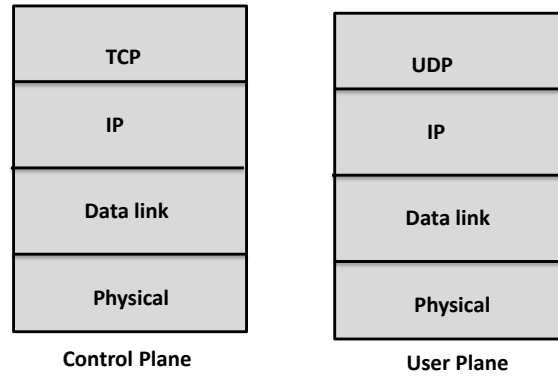 TCP
IP
Data link
Physical
Control Plane
UDP
IP
Data link
Physical
User Plane